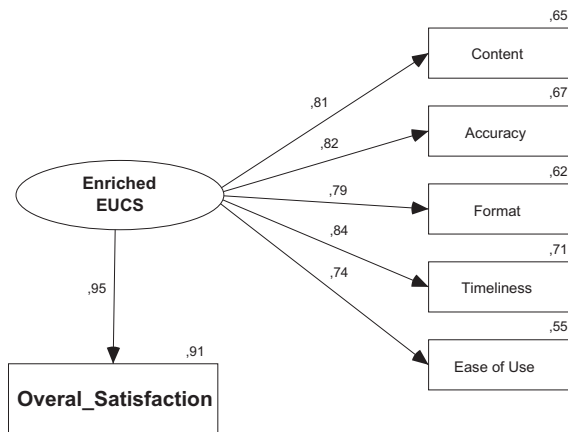 ,65
Content
,81
,67
Accuracy
,82
Enriched
EUCS
,62
Format
,79
,84
,71
Timeliness
,74
,95
,55
Ease of Use
,91
Overal_Satisfaction